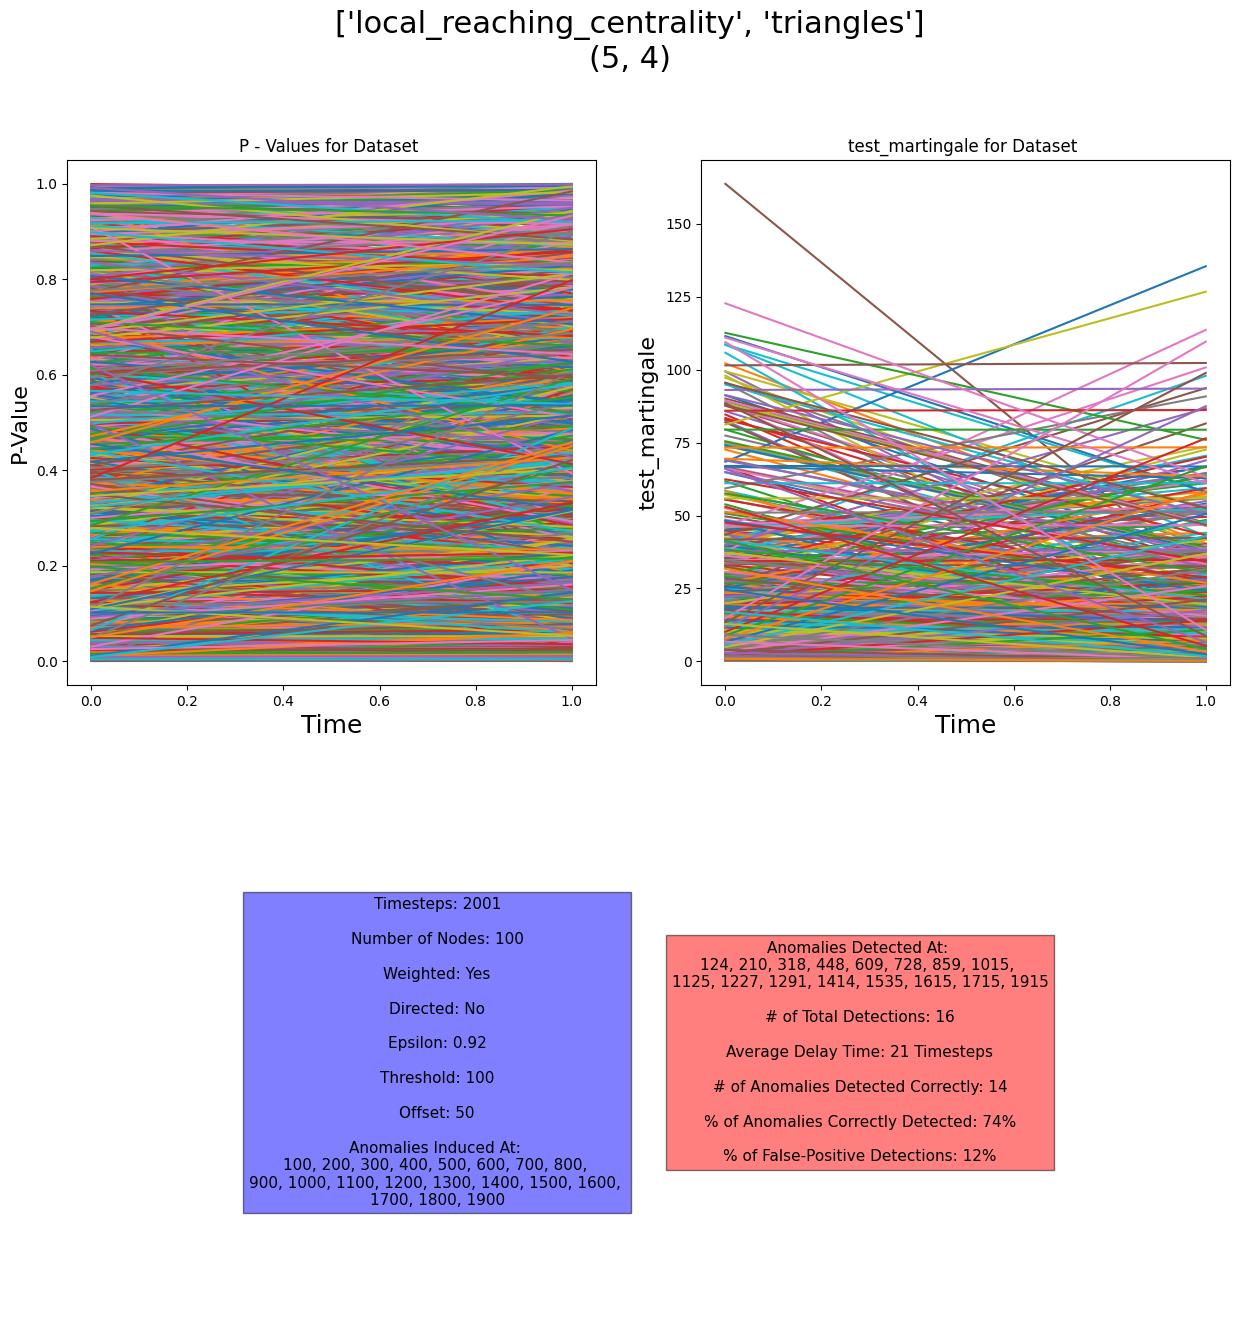 ['local_reaching_centrality', 'triangles']
(5, 4)
P - Values for Dataset
test_martingale for Dataset
P-Value
1.0
0.8
0.6
0.4
0.2
0.0
0.0 0.2 0.4 0.6 0.8 1.0
Time
test_martingale
150
125
100
75
50
25
0
0.0 0.2 0.4 0.6 0.8 1.0
Time
Timesteps: 2001
Number of Nodes: 100
Weighted: Yes
Directed: No
Epsilon: 0.92
Threshold: 100
Offset: 50
Anomalies Induced At:
100, 200, 300, 400, 500, 600, 700, 800,
900, 1000, 1100, 1200, 1300, 1400, 1500, 1600,
1700, 1800, 1900
Anomalies Detected At:
124, 210, 318, 448, 609, 728, 859, 1015,
1125, 1227, 1291, 1414, 1535, 1615, 1715, 1915
# of Total Detections: 16
Average Delay Time: 21 Timesteps
# of Anomalies Detected Correctly: 14
% of Anomalies Correctly Detected: 74%
% of False-Positive Detections: 12%